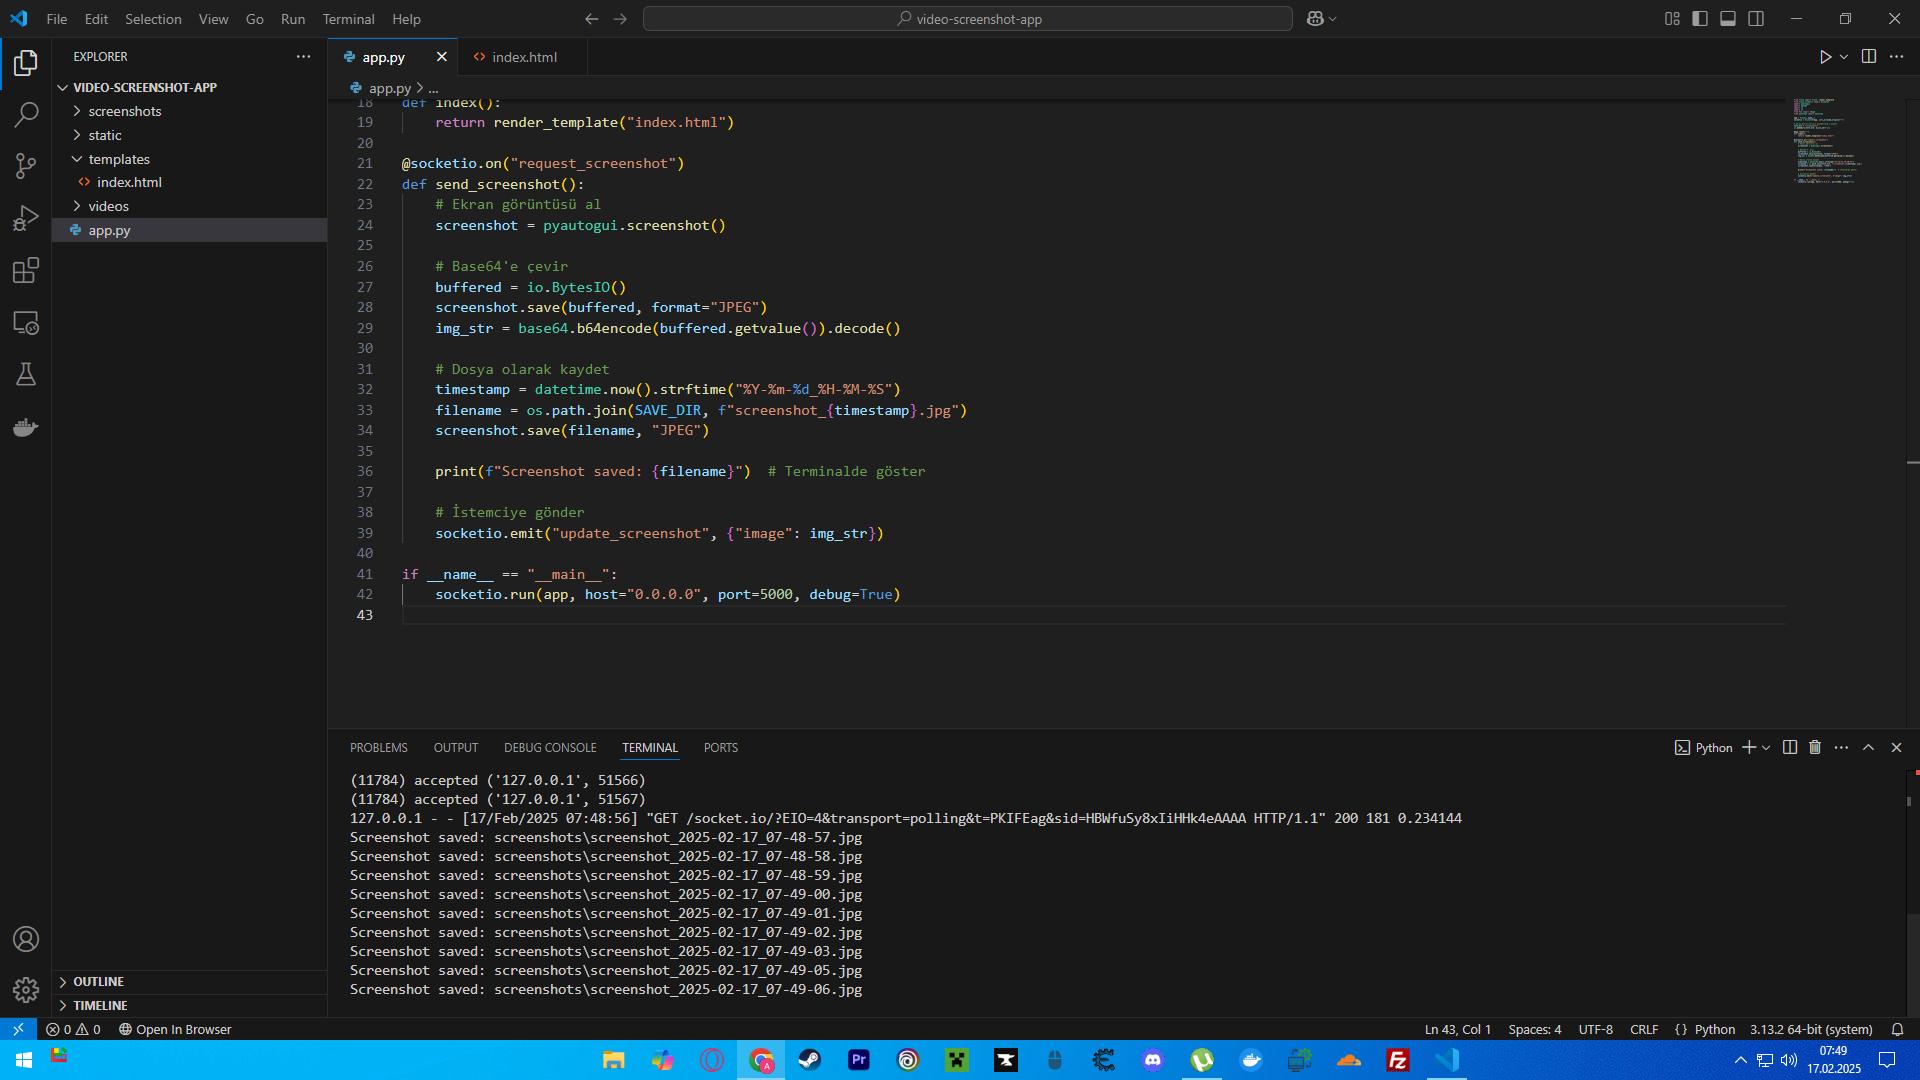 File Edit Selection View Go Run Terminal Help
video-screenshot-app
EXPLORER
VIDEO-SCREENSHOT-APP
screenshots
static
templates
index.html
videos
app.py
OUTLINE
TIMELINE
app.py
index.html
app.py > ...
18 def index():
19 return render_template("index.html")
20
21 @socketio.on("request_screenshot")
22 def send_screenshot():
23 # Ekran görüntüsü al
24 screenshot = pyautogui.screenshot()
25
26 # Base64'e çevir
27 buffered = io.BytesIO()
28 screenshot.save(buffered, format="JPEG")
29 img_str = base64.b64encode(buffered.getvalue()).decode()
30
31 # Dosya olarak kaydet
32 timestamp = datetime.now().strftime("%Y-%m-%d_%H-%M-%S")
33 filename = os.path.join(SAVE_DIR, f"screenshot_{timestamp}.jpg")
34 screenshot.save(filename, "JPEG")
35
36 print(f"Screenshot saved: {filename}")  # Terminalde göster
37
38 # İstemciye gönder
39 socketio.emit("update_screenshot", {"image": img_str})
40
41 if __name__ == "__main__":
42 socketio.run(app, host="0.0.0.0", port=5000, debug=True)
43
PROBLEMS OUTPUT DEBUG CONSOLE TERMINAL PORTS
Python
(11784) accepted ('127.0.0.1', 51566)
(11784) accepted ('127.0.0.1', 51567)
127.0.0.1 - - [17/Feb/2025 07:48:56] "GET /socket.io/?EIO=4&transport=polling&t=PKIFEag&sid=HBWfuSy8xIiHHk4eAAAA HTTP/1.1" 200 181 0.234144
Screenshot saved: screenshots\screenshot_2025-02-17_07-48-57.jpg
Screenshot saved: screenshots\screenshot_2025-02-17_07-48-58.jpg
Screenshot saved: screenshots\screenshot_2025-02-17_07-48-59.jpg
Screenshot saved: screenshots\screenshot_2025-02-17_07-49-00.jpg
Screenshot saved: screenshots\screenshot_2025-02-17_07-49-01.jpg
Screenshot saved: screenshots\screenshot_2025-02-17_07-49-02.jpg
Screenshot saved: screenshots\screenshot_2025-02-17_07-49-03.jpg
Screenshot saved: screenshots\screenshot_2025-02-17_07-49-05.jpg
Screenshot saved: screenshots\screenshot_2025-02-17_07-49-06.jpg
0 0 Open In Browser
Ln 43, Col 1 Spaces: 4 UTF-8 CRLF {} Python 3.13.2 64-bit (system)
A
Pr
Fz
07:49
17.02.2025